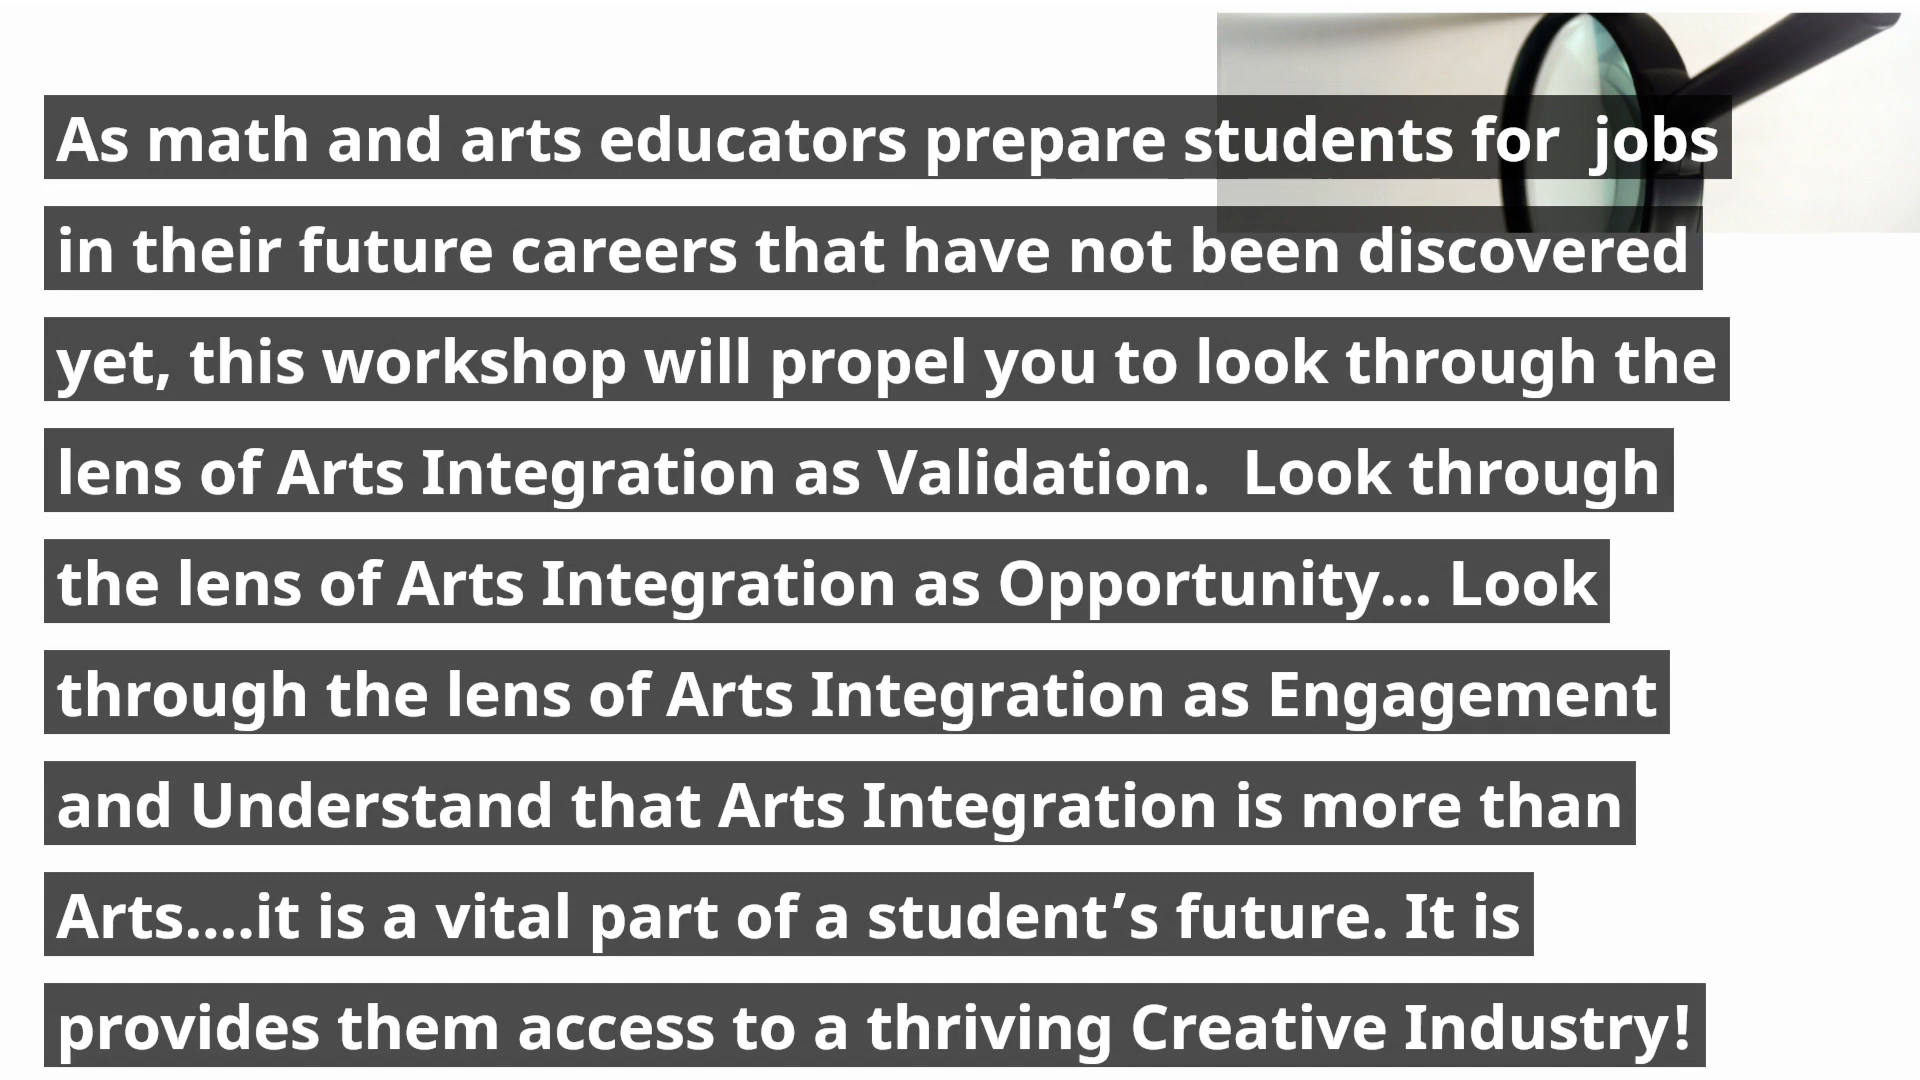 As math and arts educators prepare students for  jobs
in their future careers that have not been discovered
yet, this workshop will propel you to look through the
lens of Arts Integration as Validation.  Look through
the lens of Arts Integration as Opportunity... Look
through the lens of Arts Integration as Engagement
and Understand that Arts Integration is more than
Arts....it is a vital part of a student’s future. It is
provides them access to a thriving Creative Industry!